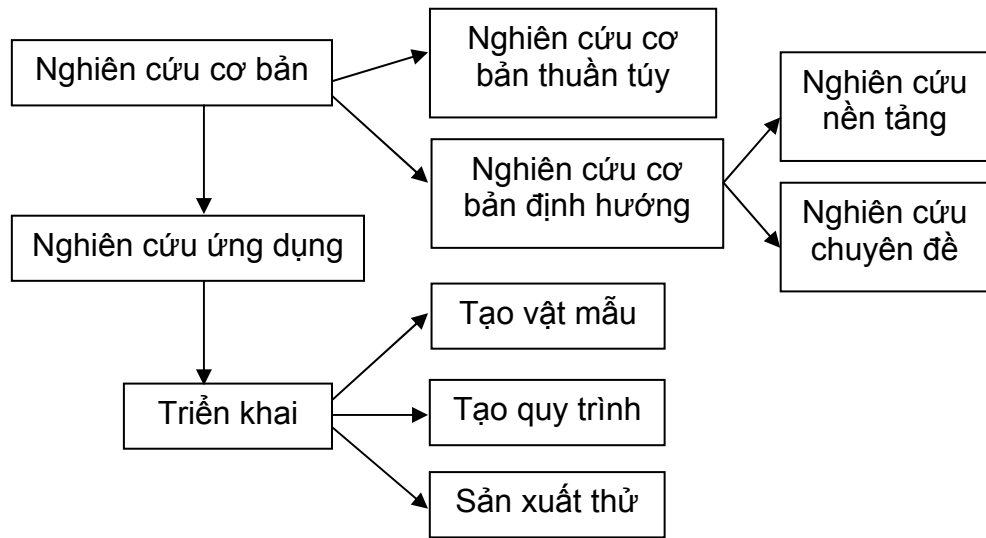 Nghiên cứu cơ bản
Nghiên cứu cơ
bản thuần túy
Nghiên cứu
nền tảng
Nghiên cứu cơ
bản định hướng
Nghiên cứu
chuyên đề
Nghiên cứu ứng dụng
Tạo vật mẫu
Triển khai
Tạo quy trình
Sản xuất thử